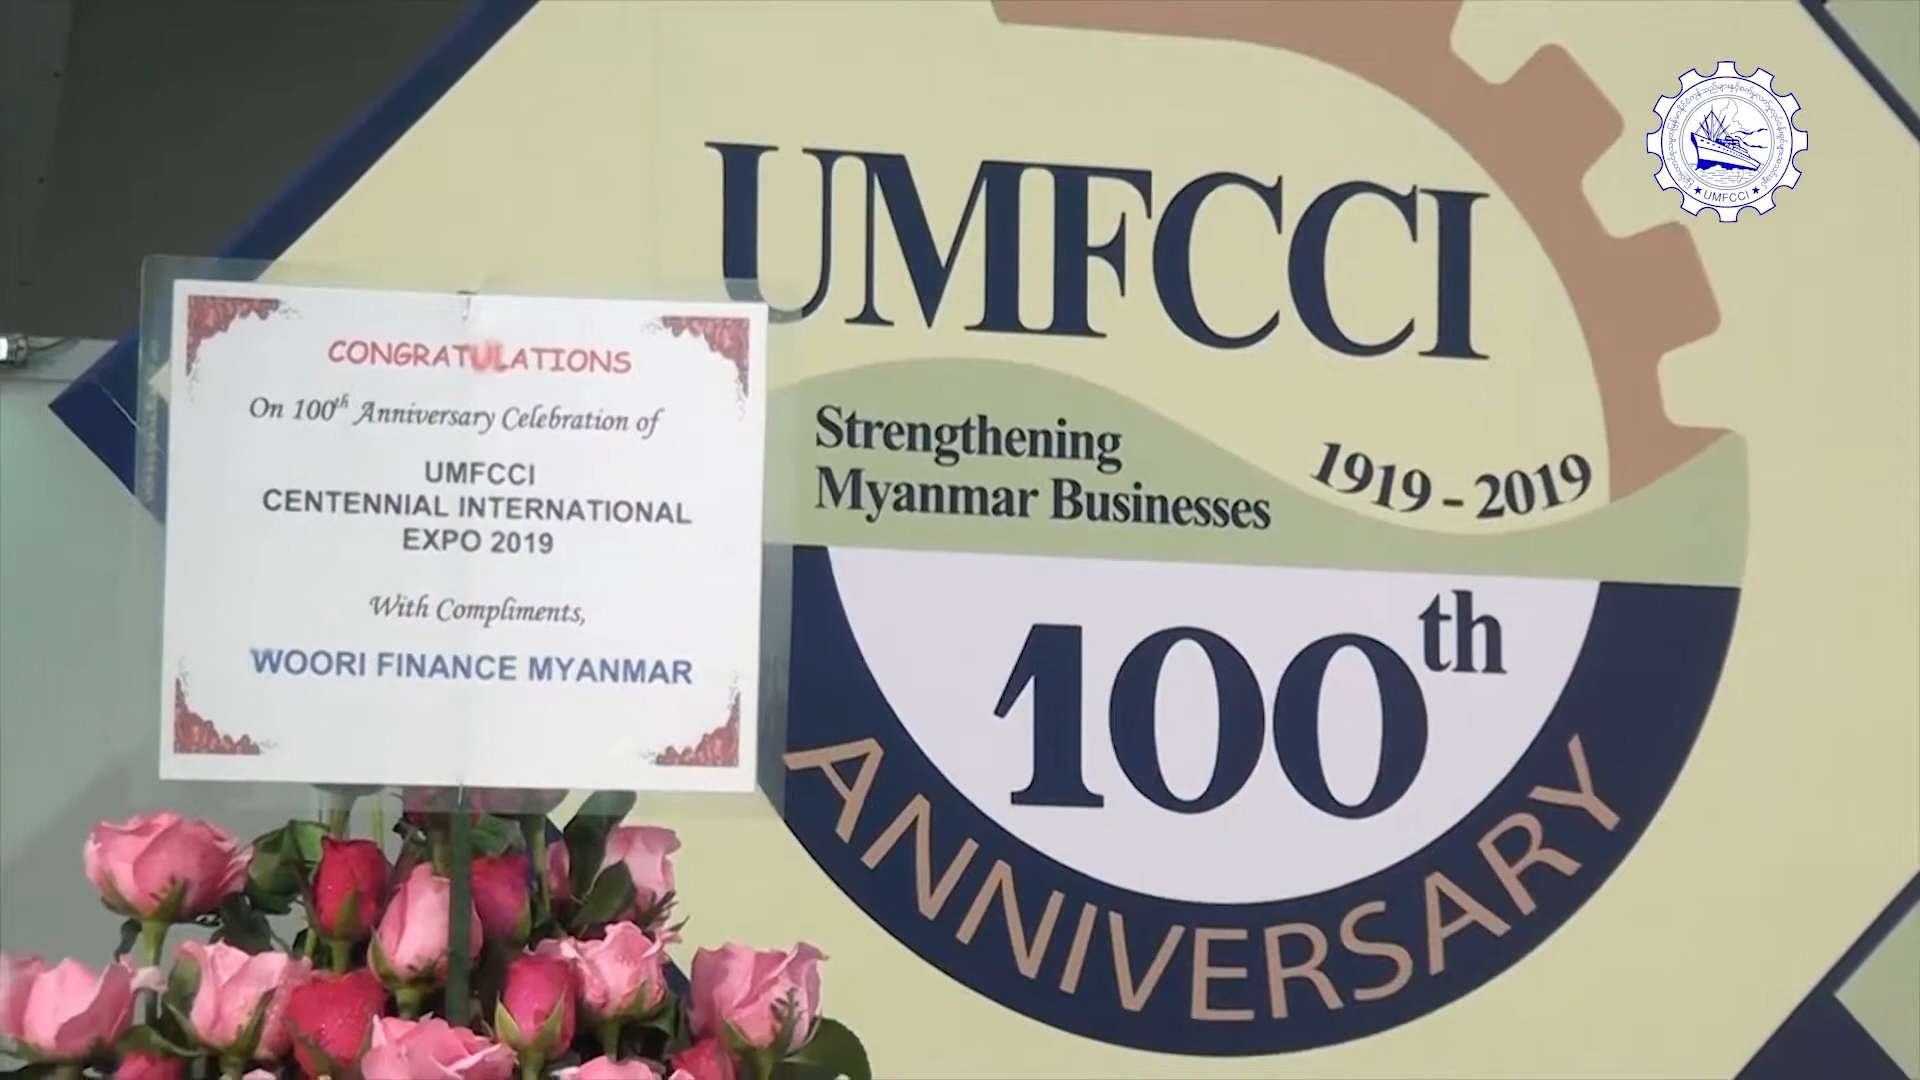 CONGRATULATIONS
On 100th Anniversary Celebration of
UMFCCI
CENTENNIAL INTERNATIONAL
EXPO 2019
With Compliments,
WOORI FINANCE MYANMAR
UMFCCI
Strengthening
Myanmar Businesses
1919 - 2019
100th
ANNIVERSARY
UMFCCI